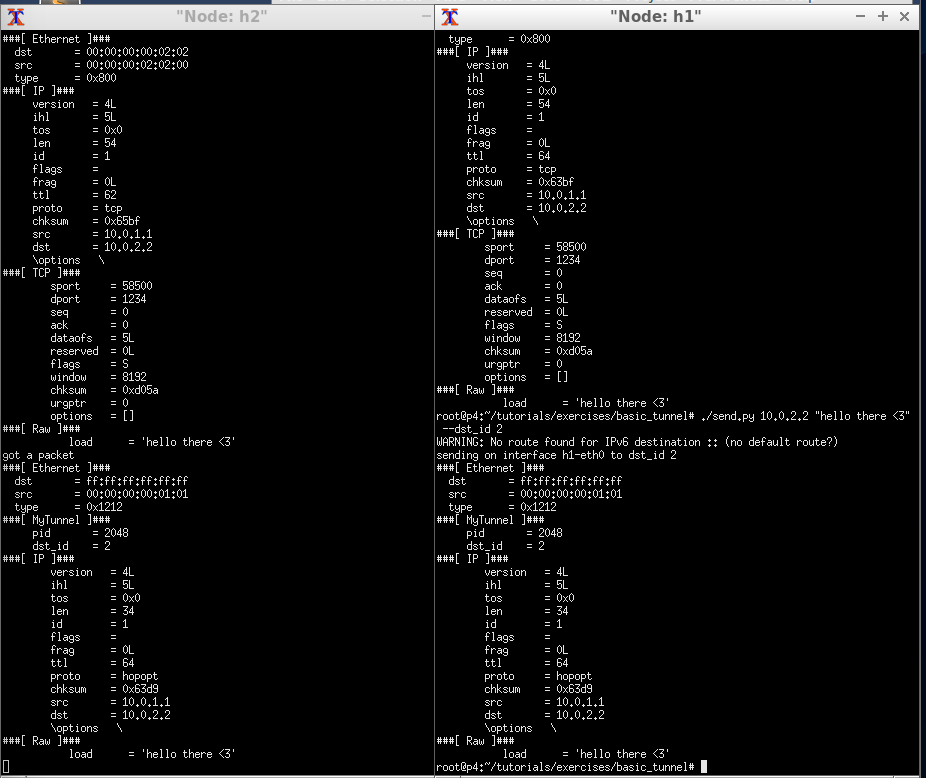 "Node: h2"
###[ Ethernet ]###
dst = 00:00:00:00:02:02
src = 00:00:00:02:02:00
type = 0x800
###[ IP ]###
version = 4L
ihl = 5L
tos = 0x0
len = 54
id = 1
flags =
frag = 0L
ttl = 62
proto = tcp
chksum = 0x65bf
src = 10.0.1.1
dst = 10.0.2.2
\options \
###[ TCP ]###
sport = 58500
dport = 1234
seq = 0
ack = 0
dataofs = 5L
reserved = 0L
flags = S
window = 8192
chksum = 0xd05a
urgptr = 0
options = []
###[ Raw ]###
load = 'hello there <3'
got a packet
###[ Ethernet ]###
dst = ff:ff:ff:ff:ff:ff
src = 00:00:00:00:01:01
type = 0x1212
###[ MyTunnel ]###
pid = 2048
dst_id = 2
###[ IP ]###
version = 4L
ihl = 5L
tos = 0x0
len = 34
id = 1
flags =
frag = 0L
ttl = 64
proto = hopopt
chksum = 0x63d9
src = 10.0.1.1
dst = 10.0.2.2
\options \
###[ Raw ]###
load = 'hello there <3'
"Node: h1"
type = 0x800
###[ IP ]###
version = 4L
ihl = 5L
tos = 0x0
len = 54
id = 1
flags =
frag = 0L
ttl = 64
proto = tcp
chksum = 0x63bf
src = 10.0.1.1
dst = 10.0.2.2
\options \
###[ TCP ]###
sport = 58500
dport = 1234
seq = 0
ack = 0
dataofs = 5L
reserved = 0L
flags = S
window = 8192
chksum = 0xd05a
urgptr = 0
options = []
###[ Raw ]###
load = 'hello there <3'
root@p4:~/tutorials/exercises/basic_tunnel# ./send.py 10.0.2.2 "hello there <3"
--dst_id 2
WARNING: No route found for IPv6 destination :: (no default route?)
sending on interface h1-eth0 to dst_id 2
###[ Ethernet ]###
dst = ff:ff:ff:ff:ff:ff
src = 00:00:00:00:01:01
type = 0x1212
###[ MyTunnel ]###
pid = 2048
dst_id = 2
###[ IP ]###
version = 4L
ihl = 5L
tos = 0x0
len = 34
id = 1
flags =
frag = 0L
ttl = 64
proto = hopopt
chksum = 0x63d9
src = 10.0.1.1
dst = 10.0.2.2
\options \
###[ Raw ]###
load = 'hello there <3'
root@p4:~/tutorials/exercises/basic_tunnel#